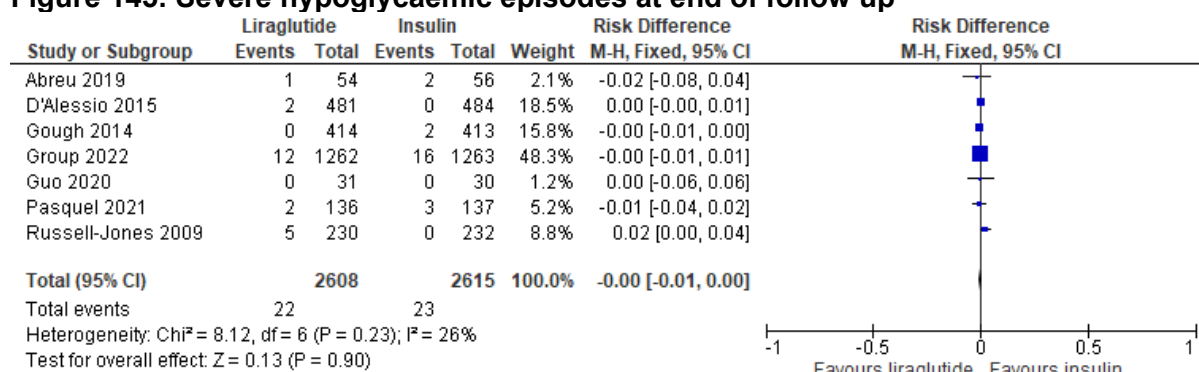 Figure 145: Severe hypoglycaemic episodes at end of follow up
Liraglutide Insulin Risk Difference Risk Difference
Study or Subgroup Events Total Events Total Weight M-H, Fixed, 95% CI M-H, Fixed, 95% CI
Abreu 2019 1 54 2 56 2.1% -0.02 [-0.08, 0.04]
D'Alessio 2015 2 481 0 484 18.5% 0.00 [-0.00, 0.01]
Gough 2014 0 414 2 413 15.8% -0.00 [-0.01, 0.00]
Group 2022 12 1262 16 1263 48.3% -0.00 [-0.01, 0.01]
Guo 2020 0 31 0 30 1.2% 0.00 [-0.06, 0.06]
Pasquel 2021 2 136 3 137 5.2% -0.01 [-0.04, 0.02]
Russell-Jones 2009 5 230 0 232 8.8% 0.02 [0.00, 0.04]
Total (95% CI) 2608 2615 100.0% -0.00 [-0.01, 0.00]
Total events 22 23
Heterogeneity: Chi² = 8.12, df = 6 (P = 0.23); I² = 26%
Test for overall effect: Z = 0.13 (P = 0.90)
-1 -0.5 0 0.5 1
Favours liraglutide Favours insulin